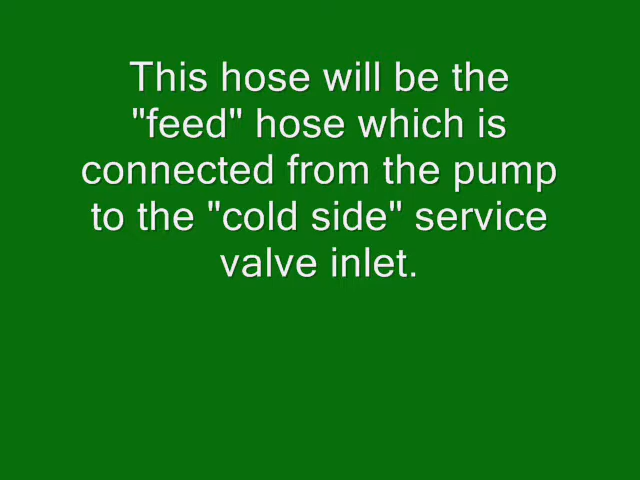 This hose will be the
"feed" hose which is
connected from the pump
to the "cold side" service
valve inlet.